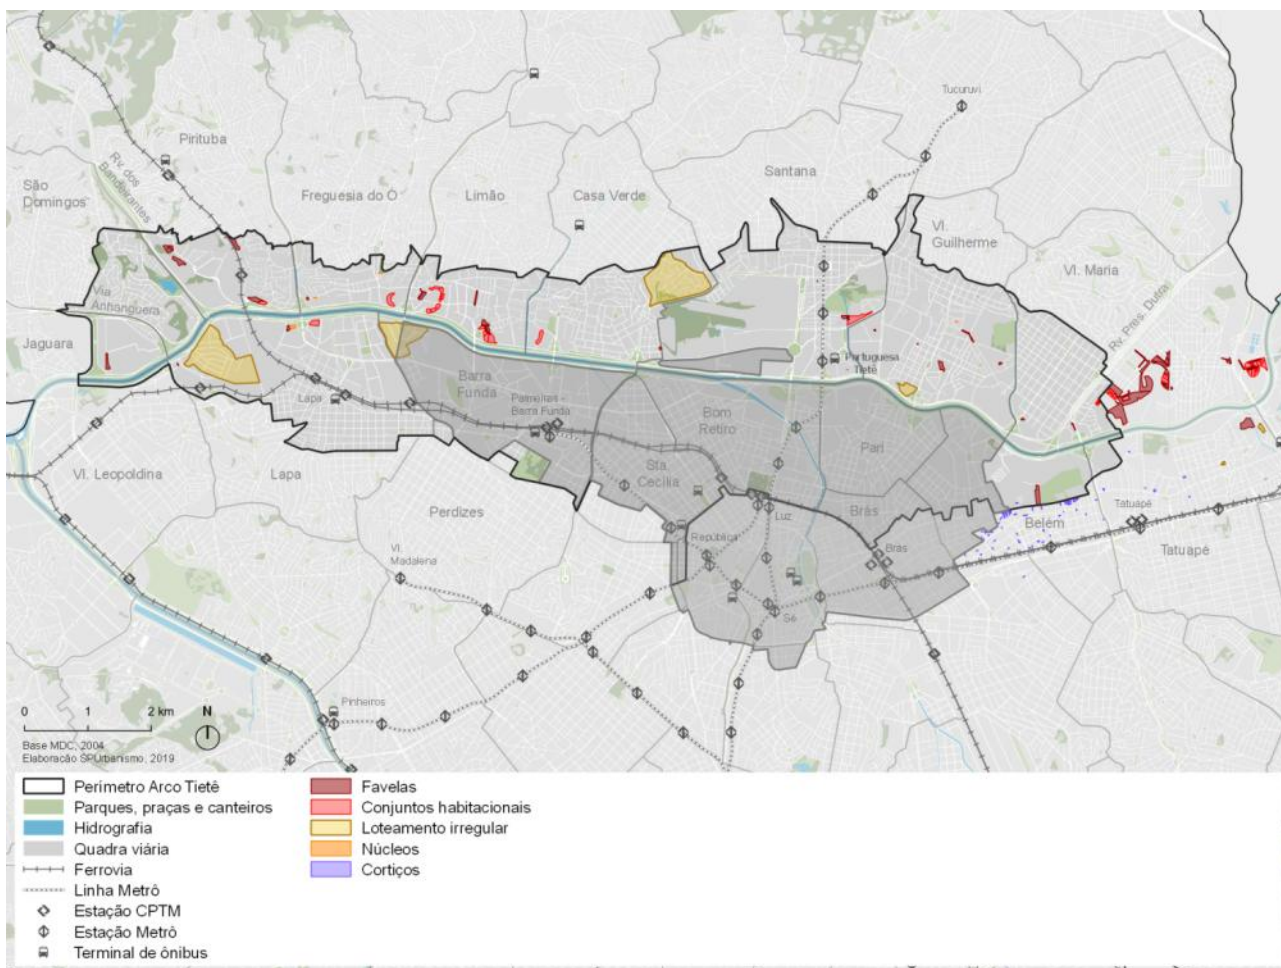 Tucuruvi
Pirituba
Rv. dos
Bandeirantes
São
Domingos
Freguesia do Ó
Limão
Casa Verde
Santana
Vl.
Guilherme
Vl. Maria
Via
Anhanguera
Rv. Pres. Dutra
Jaguara
Portuguesa
- Tietê
Barra
Funda
Lapa
Palmeiras -
Barra Funda
Bom
Retiro
Pari
Sta
Cecília
Vl. Leopoldina
Lapa
Perdizes
Luz
Brás
Belém
Tatuapé
República
Brás
Tatuapé
Vl.
Madalena
Sé
Pinheiros
0 1 2 km
N
Base MDC, 2004
Elaboração SPUrbanismo, 2019
Perímetro Arco Tietê
Parques, praças e canteiros
Hidrografia
Quadra viária
Ferrovia
Linha Metrô
Estação CPTM
Estação Metrô
Terminal de ônibus
Favelas
Conjuntos habitacionais
Loteamento irregular
Núcleos
Cortiços